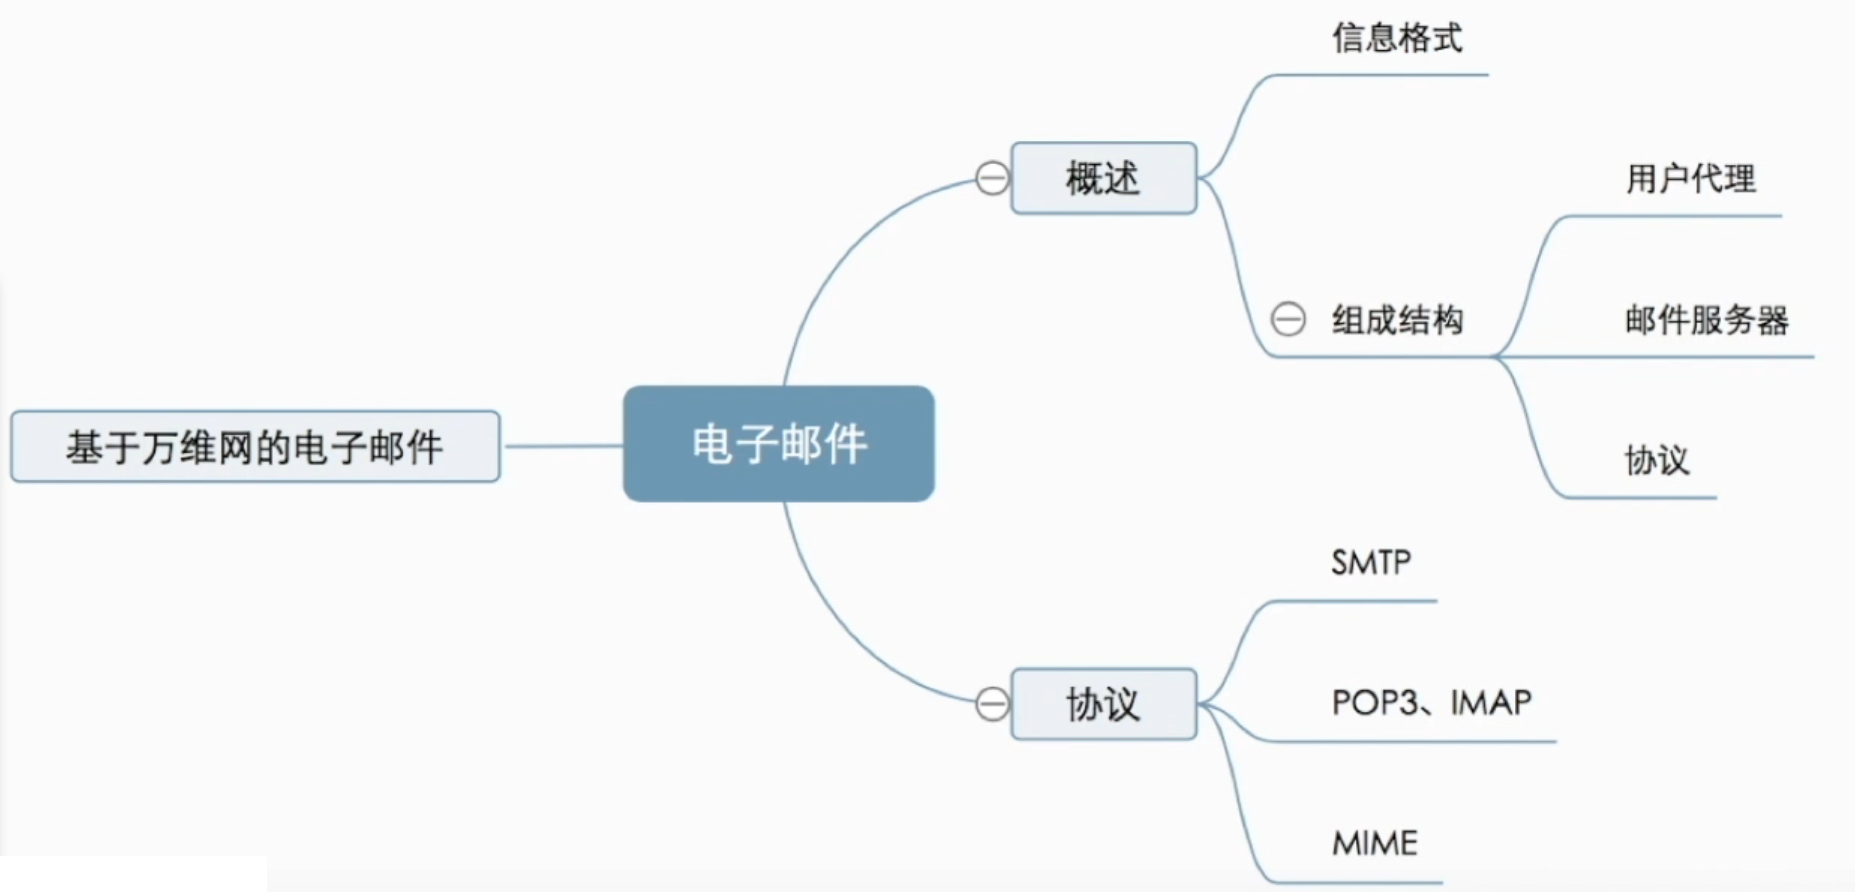 信息格式
概述
用户代理
组成结构
邮件服务器
基于万维网的电子邮件
电子邮件
协议
SMTP
协议
POP3、IMAP
MIME